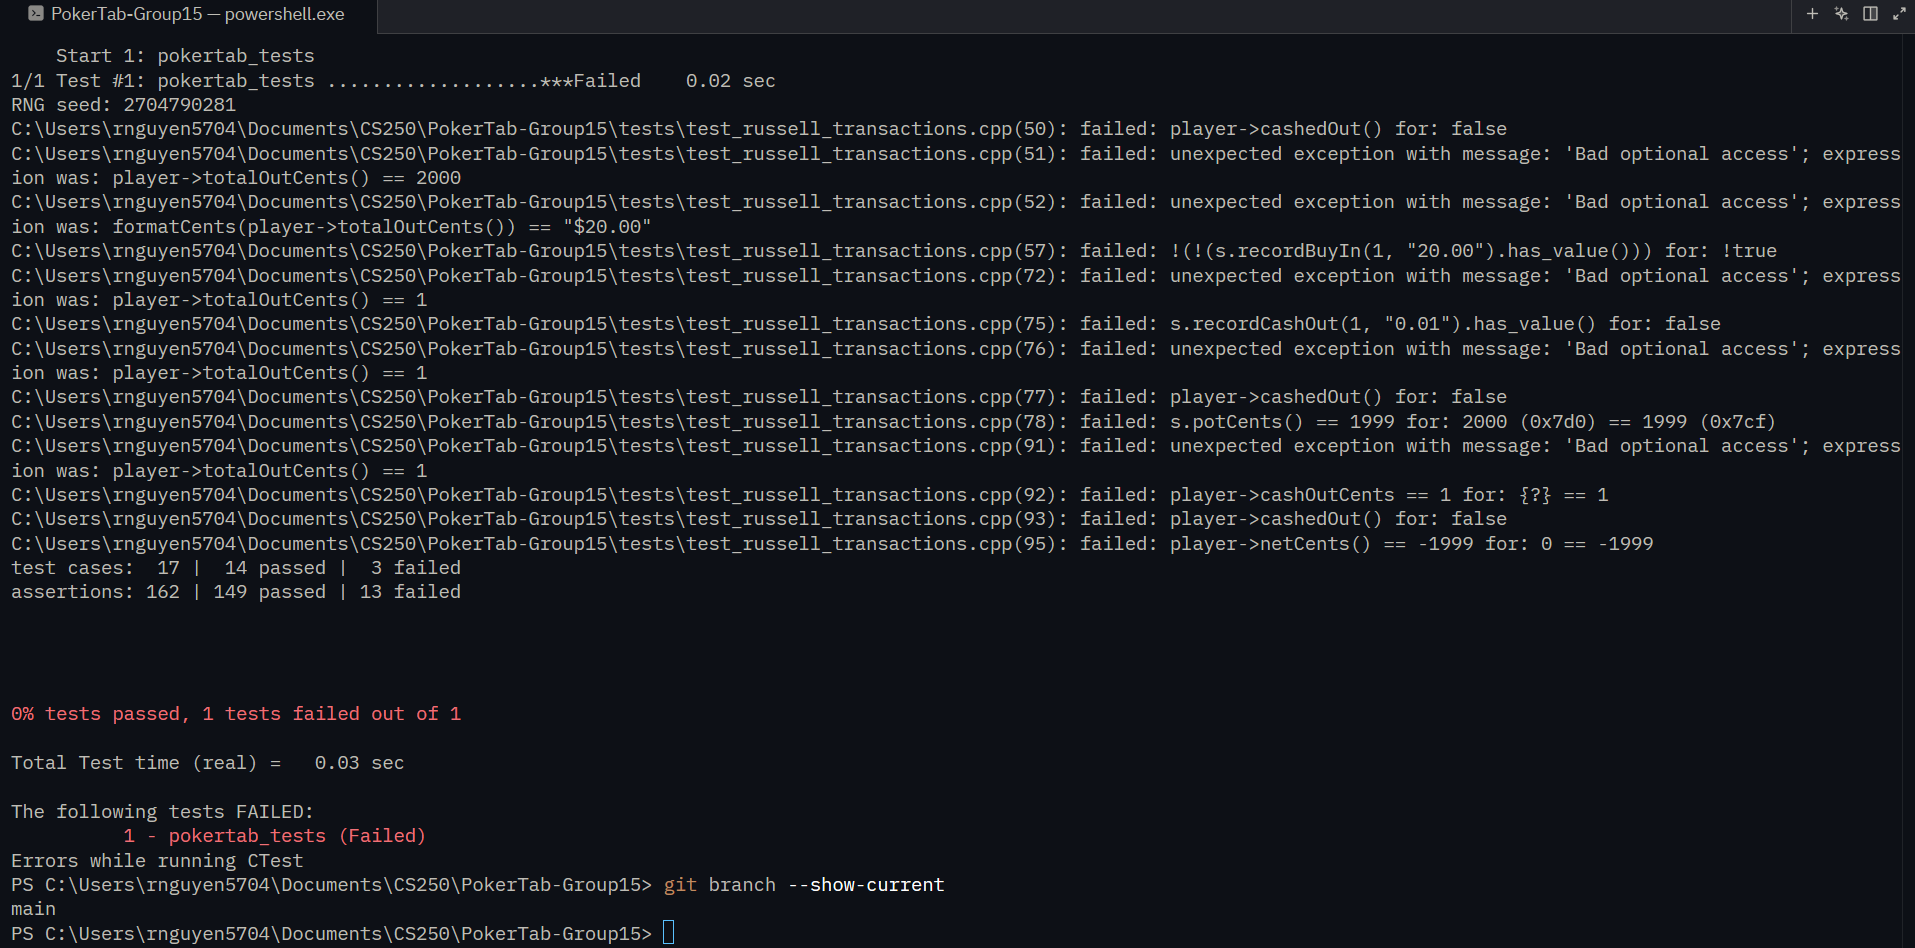 PokerTab-Group15 — powershell.exe
    Start 1: pokertab_tests
1/1 Test #1: pokertab_tests ...................***Failed    0.02 sec
RNG seed: 2704790281
C:\Users\rnguyen5704\Documents\CS250\PokerTab-Group15\tests\test_russell_transactions.cpp(50): failed: player->cashedOut() for: false
C:\Users\rnguyen5704\Documents\CS250\PokerTab-Group15\tests\test_russell_transactions.cpp(51): failed: unexpected exception with message: 'Bad optional access'; express
ion was: player->totalOutCents() == 2000
C:\Users\rnguyen5704\Documents\CS250\PokerTab-Group15\tests\test_russell_transactions.cpp(52): failed: unexpected exception with message: 'Bad optional access'; express
ion was: formatCents(player->totalOutCents()) == "$20.00"
C:\Users\rnguyen5704\Documents\CS250\PokerTab-Group15\tests\test_russell_transactions.cpp(57): failed: !(!(s.recordBuyIn(1, "20.00").has_value())) for: !true
C:\Users\rnguyen5704\Documents\CS250\PokerTab-Group15\tests\test_russell_transactions.cpp(72): failed: unexpected exception with message: 'Bad optional access'; express
ion was: player->totalOutCents() == 1
C:\Users\rnguyen5704\Documents\CS250\PokerTab-Group15\tests\test_russell_transactions.cpp(75): failed: s.recordCashOut(1, "0.01").has_value() for: false
C:\Users\rnguyen5704\Documents\CS250\PokerTab-Group15\tests\test_russell_transactions.cpp(76): failed: unexpected exception with message: 'Bad optional access'; express
ion was: player->totalOutCents() == 1
C:\Users\rnguyen5704\Documents\CS250\PokerTab-Group15\tests\test_russell_transactions.cpp(77): failed: player->cashedOut() for: false
C:\Users\rnguyen5704\Documents\CS250\PokerTab-Group15\tests\test_russell_transactions.cpp(78): failed: s.potCents() == 1999 for: 2000 (0x7d0) == 1999 (0x7cf)
C:\Users\rnguyen5704\Documents\CS250\PokerTab-Group15\tests\test_russell_transactions.cpp(91): failed: unexpected exception with message: 'Bad optional access'; express
ion was: player->totalOutCents() == 1
C:\Users\rnguyen5704\Documents\CS250\PokerTab-Group15\tests\test_russell_transactions.cpp(92): failed: player->cashOutCents == 1 for: {?} == 1
C:\Users\rnguyen5704\Documents\CS250\PokerTab-Group15\tests\test_russell_transactions.cpp(93): failed: player->cashedOut() for: false
C:\Users\rnguyen5704\Documents\CS250\PokerTab-Group15\tests\test_russell_transactions.cpp(95): failed: player->netCents() == -1999 for: 0 == -1999
test cases:  17 |  14 passed |  3 failed
assertions: 162 | 149 passed | 13 failed
0% tests passed, 1 tests failed out of 1
Total Test time (real) =   0.03 sec
The following tests FAILED:
          1 - pokertab_tests (Failed)
Errors while running CTest
PS C:\Users\rnguyen5704\Documents\CS250\PokerTab-Group15> git branch --show-current
main
PS C:\Users\rnguyen5704\Documents\CS250\PokerTab-Group15>